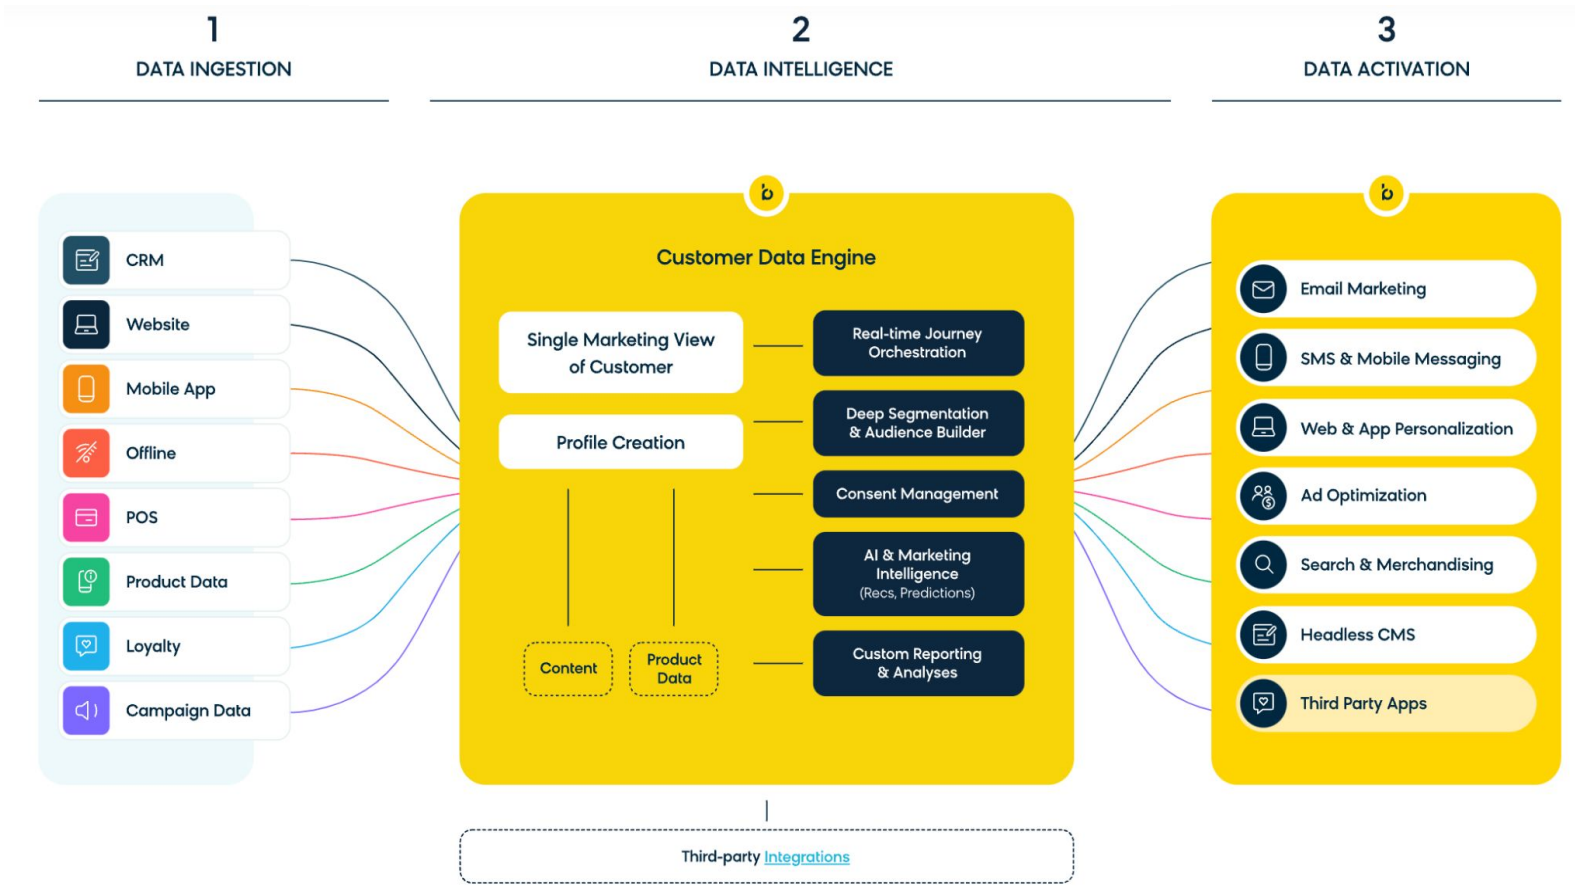 1
DATA INGESTION
2
DATA INTELLIGENCE
3
DATA ACTIVATION
CRM
Website
Mobile App
Offline
POS
Product Data
Loyalty
Campaign Data
b
Customer Data Engine
Single Marketing View
of Customer
Profile Creation
Content
Product
Data
Real-time Journey
Orchestration
Deep Segmentation
& Audience Builder
Consent Management
AI & Marketing
Intelligence
(Recs, Predictions)
Custom Reporting
& Analyses
b
Email Marketing
SMS & Mobile Messaging
Web & App Personalization
Ad Optimization
Search & Merchandising
Headless CMS
Third Party Apps
Third-party Integrations